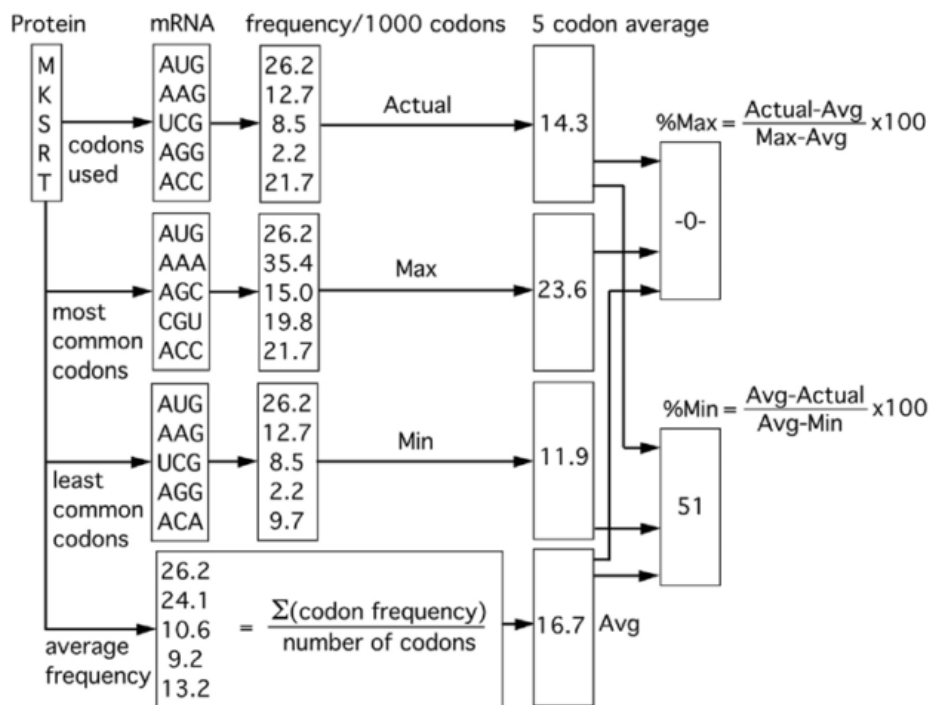 Protein mRNA frequency/1000 codons 5 codon average
M
K
S
R
T
codons
used
AUG
AAG
UCG
AGG
ACC
26.2
12.7
8.5
2.2
21.7
Actual
14.3
%Max = Actual-Avg / Max-Avg x100
-0-
most
common
codons
AUG
AAA
AGC
CGU
ACC
26.2
35.4
15.0
19.8
21.7
Max
23.6
least
common
codons
AUG
AAG
UCG
AGG
ACA
26.2
12.7
8.5
2.2
9.7
Min
11.9
%Min = Avg-Actual / Avg-Min x100
51
average
frequency
26.2
24.1
10.6
9.2
13.2
= Σ(codon frequency) / number of codons
16.7 Avg